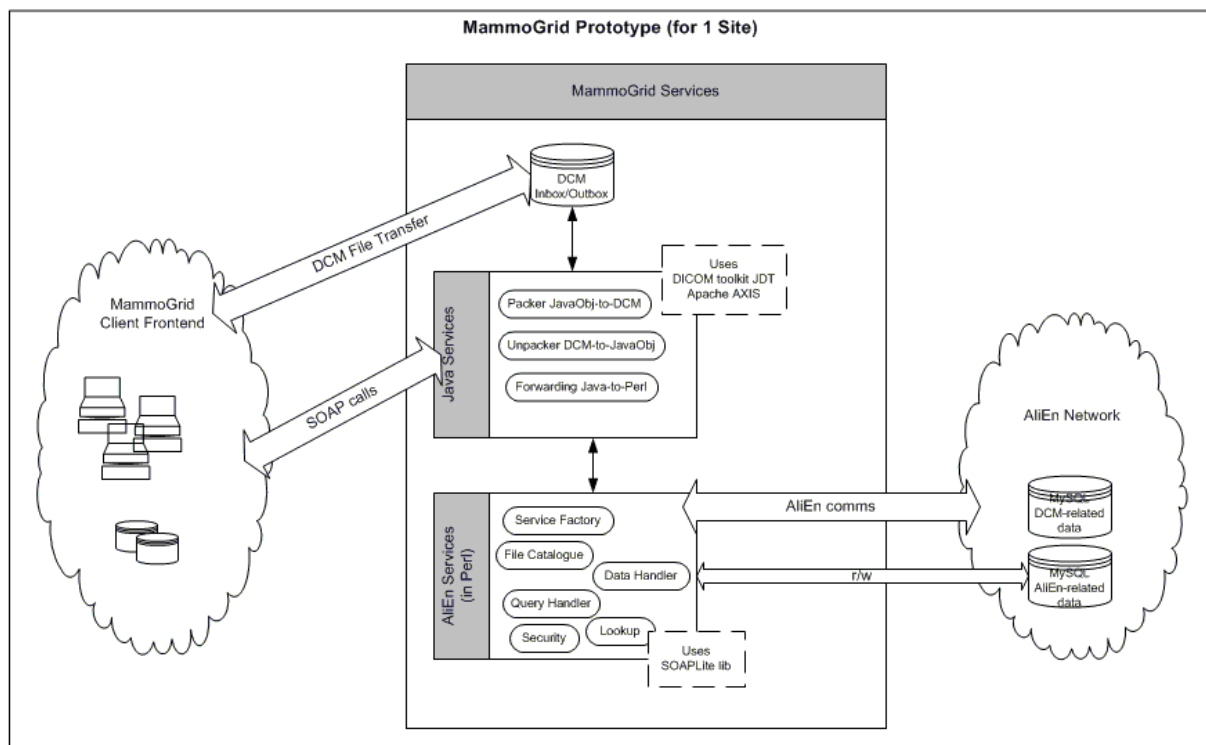 MammoGrid Prototype (for 1 Site)
MammoGrid Services
DCM
Inbox/Outbox
DCM File Transfer
Uses
DICOM toolkit JDT
Apache AXIS
MammoGrid
Client Frontend
Java Services
Packer JavaObj-to-DCM
Unpacker DCM-to-JavaObj
Forwarding Java-to-Perl
SOAP calls
AliEn Network
AliEn Services
(in Perl)
Service Factory
File Catalogue
Data Handler
Query Handler
Security
Lookup
Uses
SOAPLite lib
AliEn comms
r/w
MySQL
DCM-related
data
MySQL
AliEn-related
data